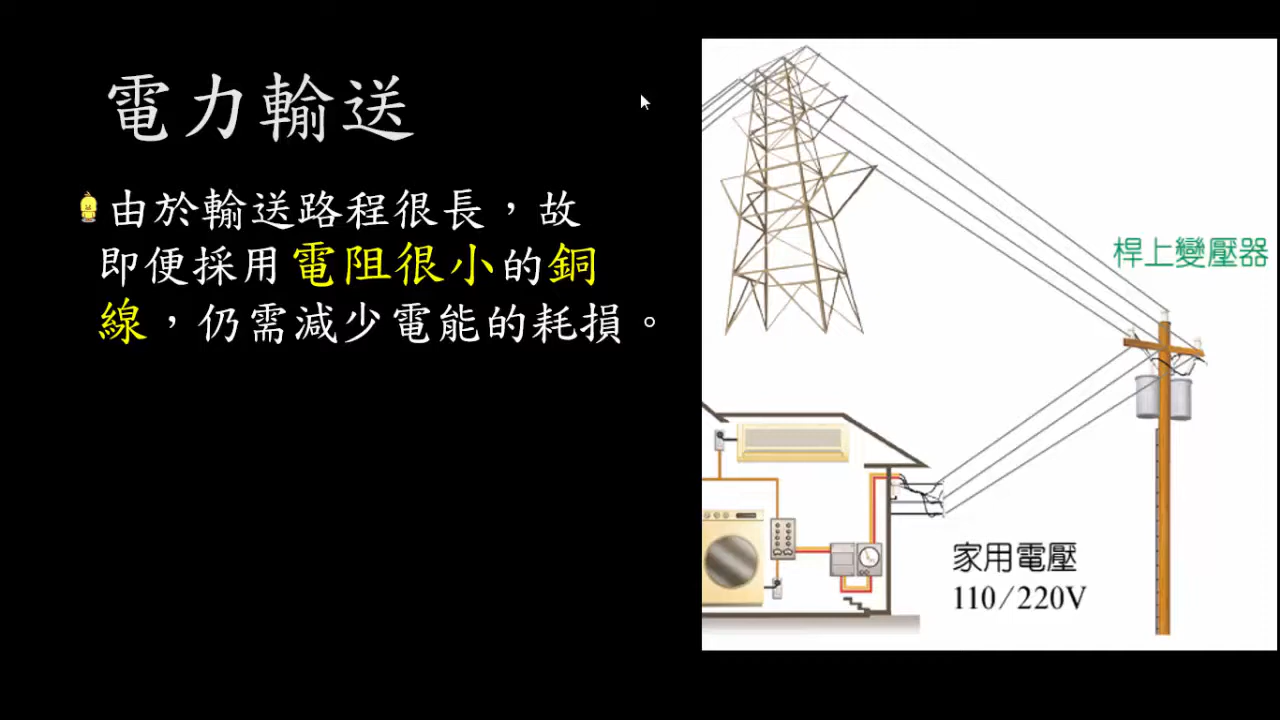 電力輸送
由於輸送路程很長，故
即便採用電阻很小的銅
線，仍需減少電能的耗損。
桿上變壓器
家用電壓
110/220V